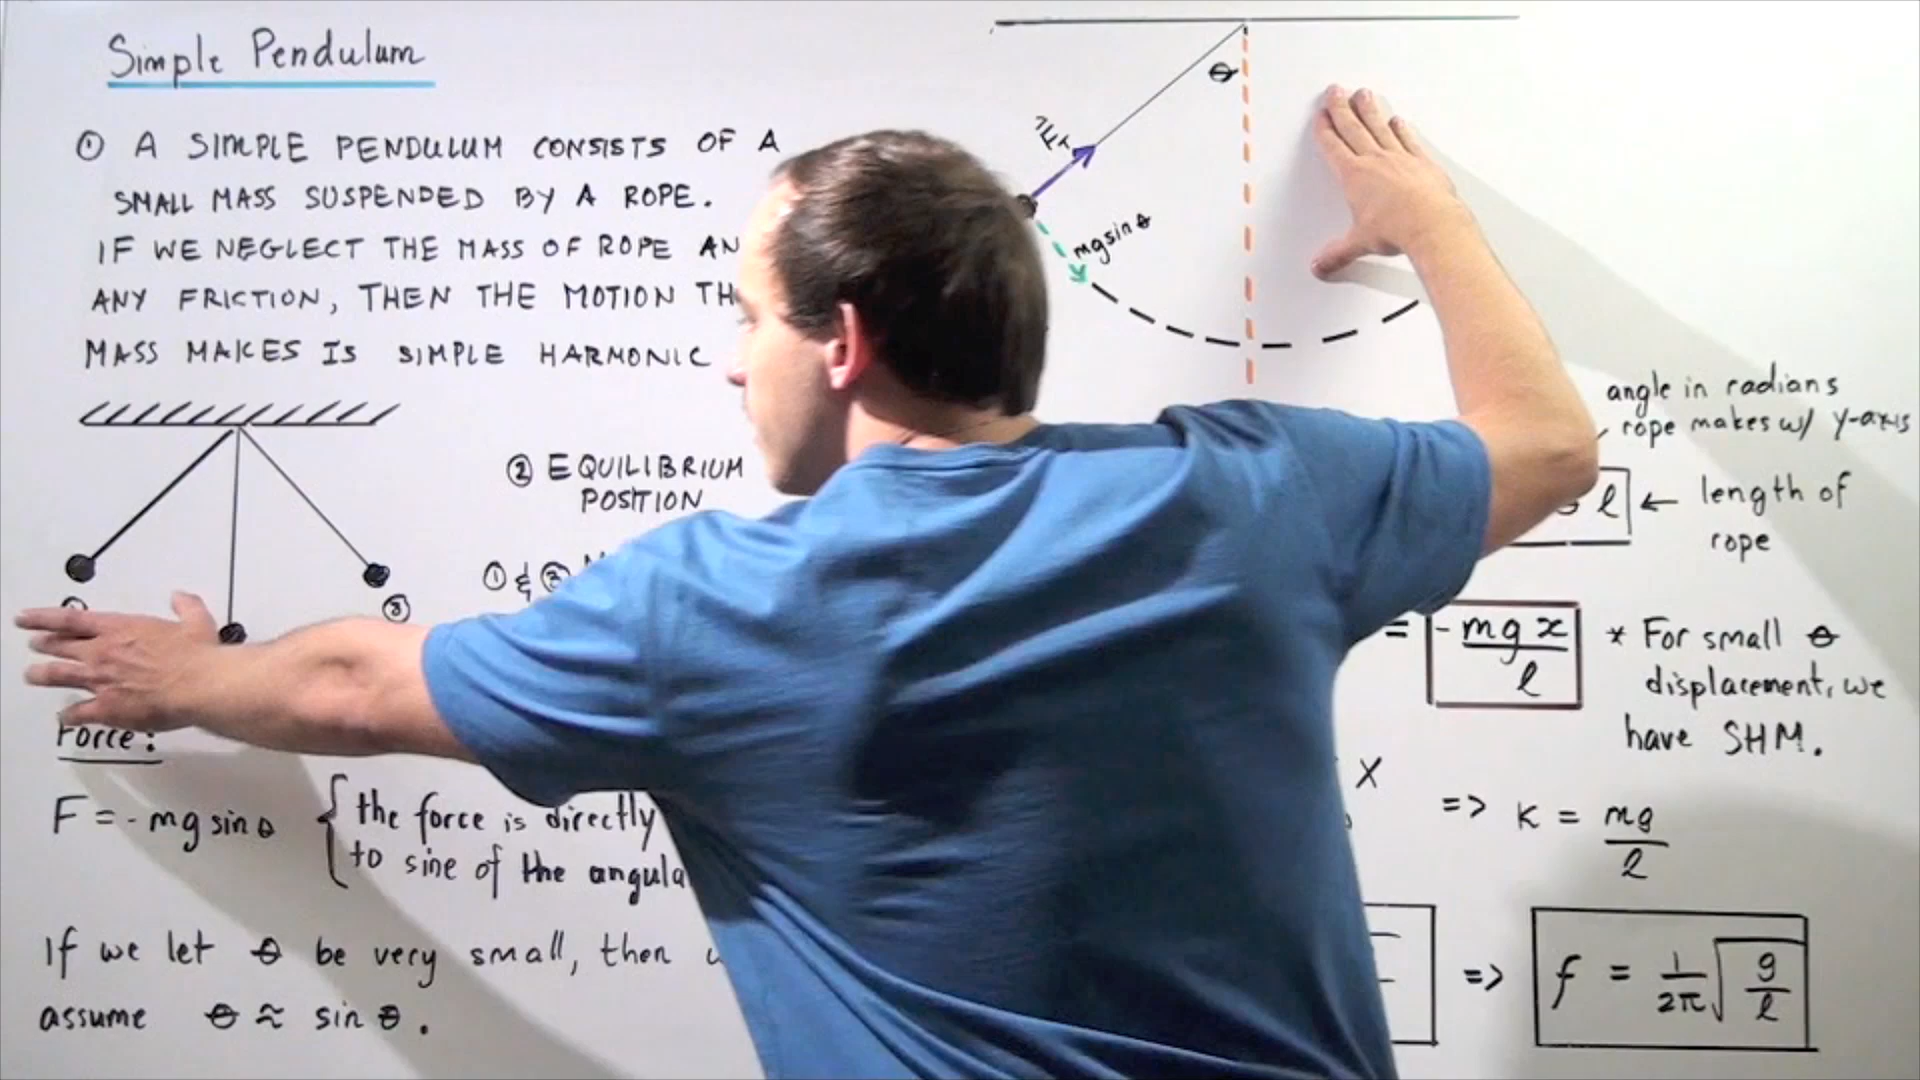 Simple Pendulum
① A SIMPLE PENDULUM CONSISTS OF A
SMALL MASS SUSPENDED BY A ROPE.
IF WE NEGLECT THE MASS OF ROPE AN
ANY FRICTION, THEN THE MOTION TH
MASS MAKES IS SIMPLE HARMONIC
② EQUILIBRIUM
POSITION
① & ③
③
Force:
F = - mg sin θ
the force is directly
to sine of the angula
If we let θ be very small, then
assume θ ≈ sin θ.
θ
F_T
mg sin θ
angle in radians
rope makes w/ y-axis
l ← length of
rope
= - mg x / l
* For small θ
displacement, we
have SHM.
x
=> K = mg / l
=> f = 1/2π √(g/l)